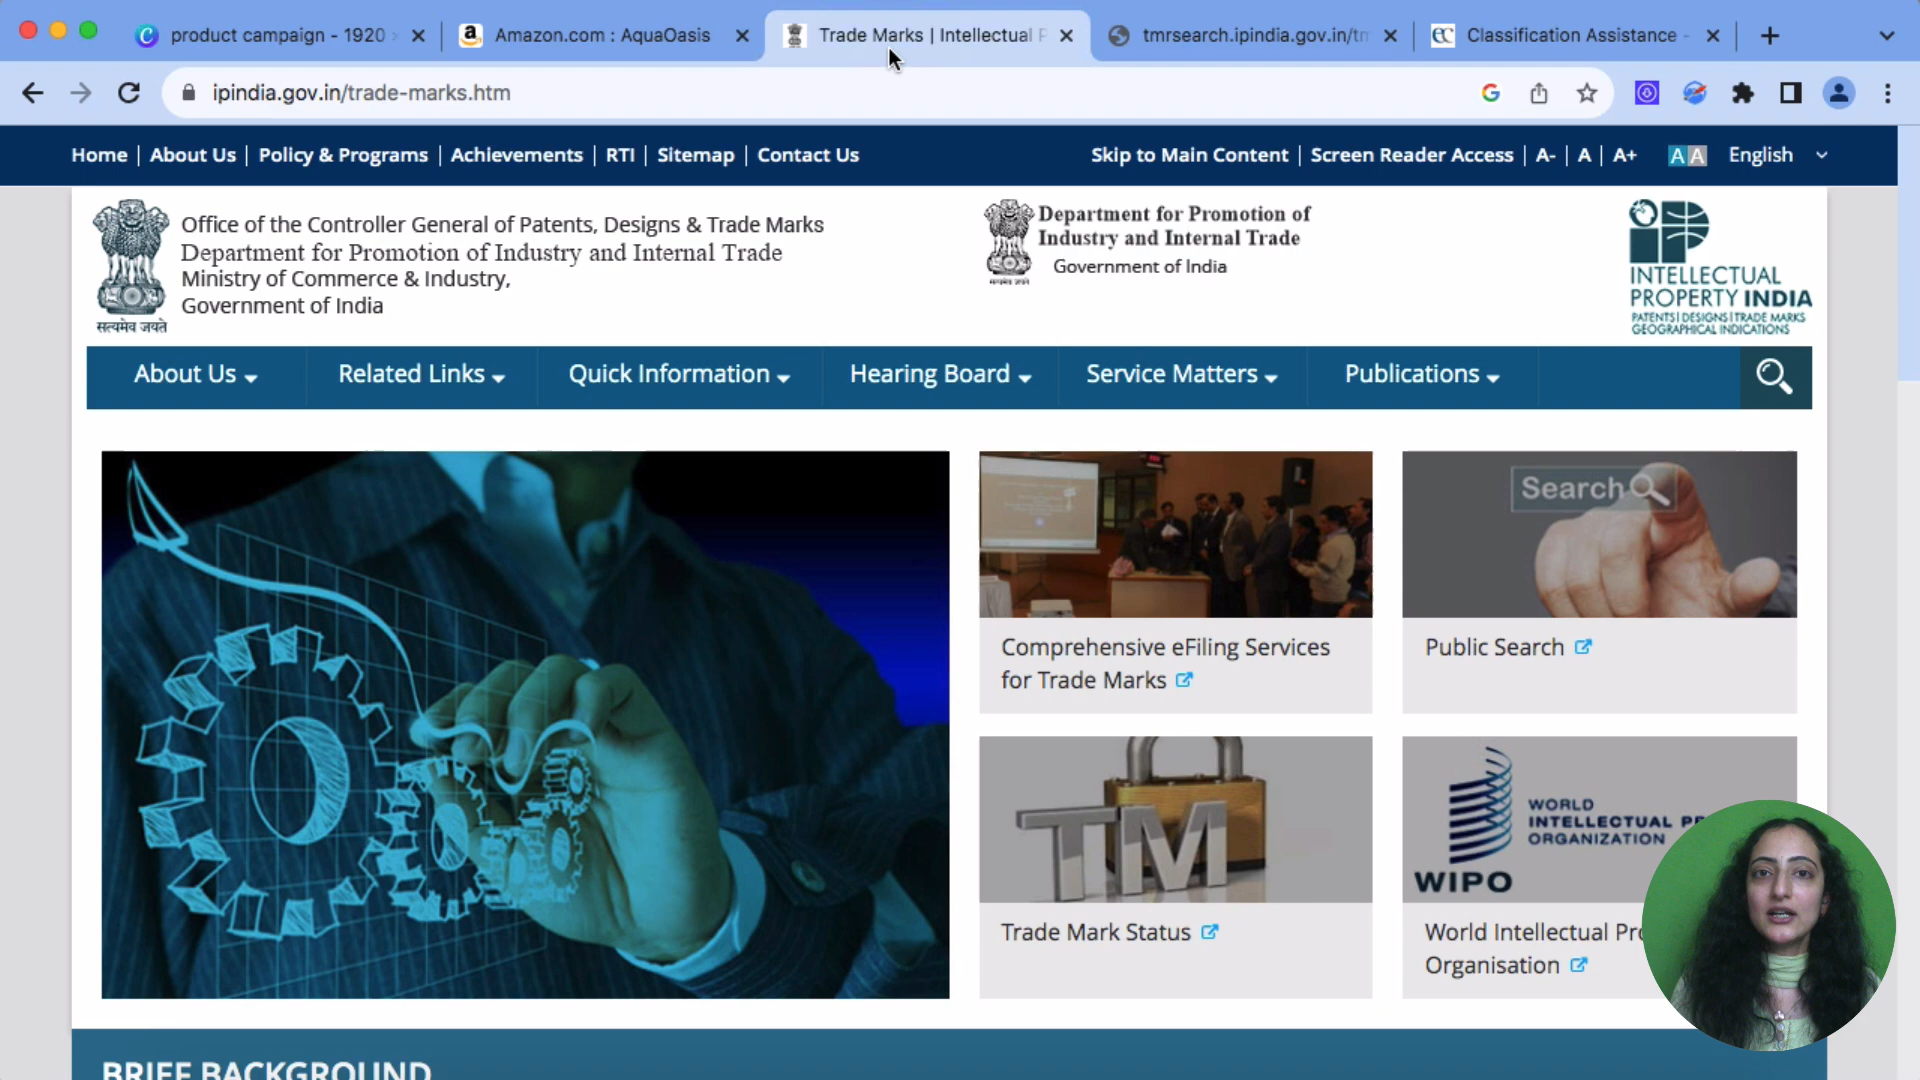 product campaign - 1920
Amazon.com : AquaOasis
Trade Marks | Intellectual P
tmrsearch.ipindia.gov.in/tm
Classification Assistance -
ipindia.gov.in/trade-marks.htm
Home | About Us | Policy & Programs | Achievements | RTI | Sitemap | Contact Us
Skip to Main Content | Screen Reader Access | A- | A | A+ A A English
Office of the Controller General of Patents, Designs & Trade Marks
Department for Promotion of Industry and Internal Trade
Ministry of Commerce & Industry,
Government of India
सत्यमेव जयते
Department for Promotion of
Industry and Internal Trade
Government of India
सत्यमेव जयते
INTELLECTUAL
PROPERTY INDIA
PATENTS | DESIGNS | TRADE MARKS
GEOGRAPHICAL INDICATIONS
About Us
Related Links
Quick Information
Hearing Board
Service Matters
Publications
Search
Comprehensive eFiling Services
for Trade Marks
Public Search
TM
WORLD
INTELLECTUAL PR
ORGANIZATION
WIPO
Trade Mark Status
World Intellectual Pro
Organisation
BRIEF BACKGROUND